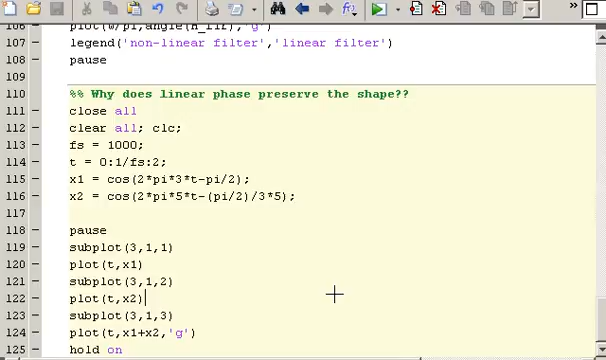 106 plot(w/pi,angle(H_iir),'g')
107 — legend('non-linear filter','linear filter')
108 — pause
109
110 %% Why does linear phase preserve the shape??
111 — close all
112 — clear all; clc;
113 — fs = 1000;
114 — t = 0:1/fs:2;
115 — x1 = cos(2*pi*3*t-pi/2);
116 — x2 = cos(2*pi*5*t-(pi/2)/3*5);
117
118 — pause
119 — subplot(3,1,1)
120 — plot(t,x1)
121 — subplot(3,1,2)
122 — plot(t,x2)
123 — subplot(3,1,3)
124 — plot(t,x1+x2,'g')
125 — hold on